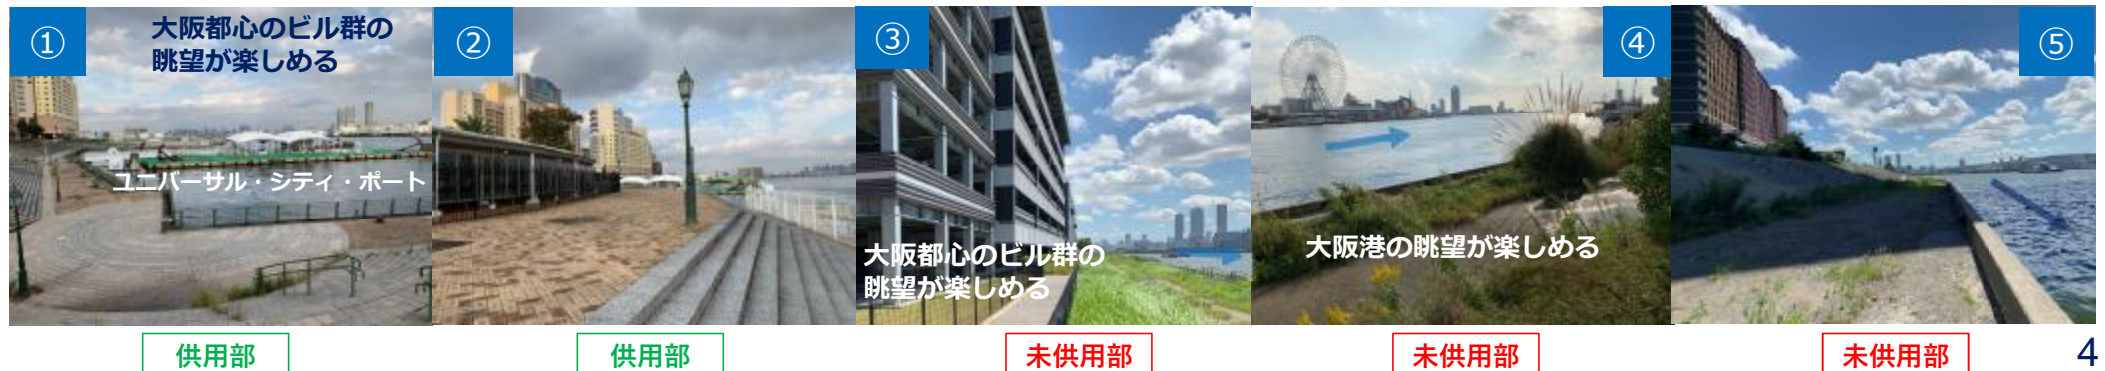 ①
大阪都心のビル群の
眺望が楽しめる
ユニバーサル・シティ・ポート
供用部
②
供用部
③
大阪都心のビル群の
眺望が楽しめる
未供用部
④
大阪港の眺望が楽しめる
未供用部
⑤
未供用部
4